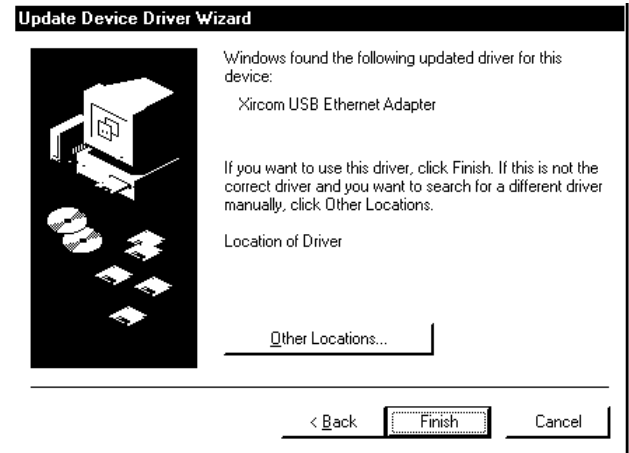 Update Device Driver Wizard
Windows found the following updated driver for this
device:
Xircom USB Ethernet Adapter
If you want to use this driver, click Finish. If this is not the
correct driver and you want to search for a different driver
manually, click Other Locations.
Location of Driver
Other Locations...
< Back Finish Cancel